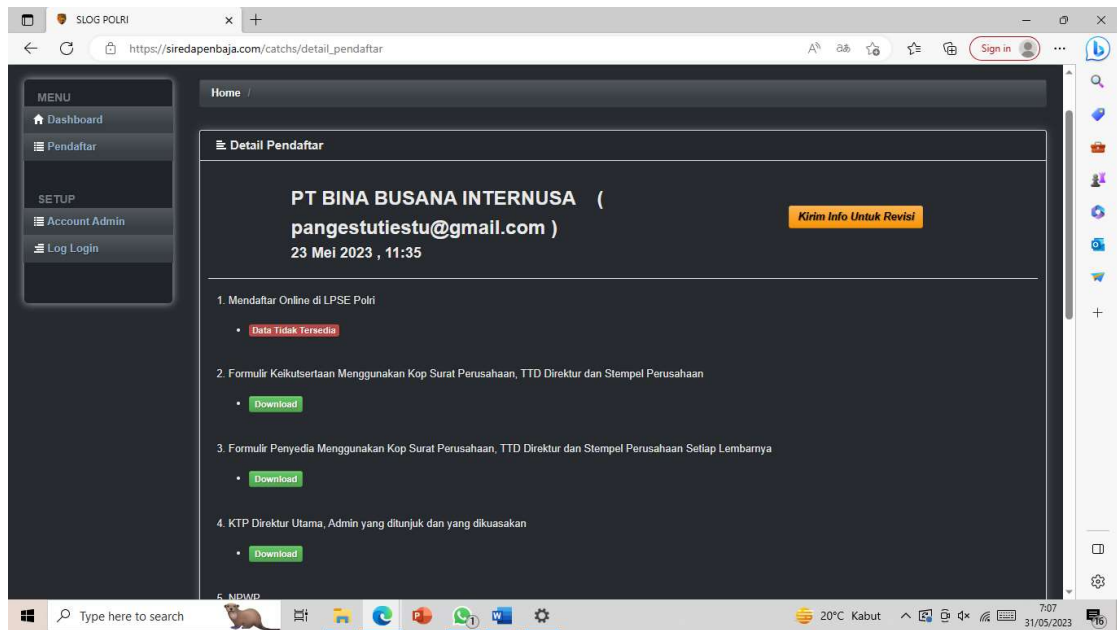 SLOG POLRI
https://siredapenbaja.com/catchs/detail_pendaftar
Sign in
MENU
Dashboard
Pendaftar
SETUP
Account Admin
Log Login
Home /
Detail Pendaftar
PT BINA BUSANA INTERNUSA (
pangestutiestu@gmail.com )
23 Mei 2023 , 11:35
Kirim Info Untuk Revisi
1. Mendaftar Online di LPSE Polri
Data Tidak Tersedia
2. Formulir Keikutsertaan Menggunakan Kop Surat Perusahaan, TTD Direktur dan Stempel Perusahaan
Download
3. Formulir Penyedia Menggunakan Kop Surat Perusahaan, TTD Direktur dan Stempel Perusahaan Setiap Lembarnya
Download
4. KTP Direktur Utama, Admin yang ditunjuk dan yang dikuasakan
Download
5. NPWP
Type here to search
20°C Kabut
7:07
31/05/2023
16